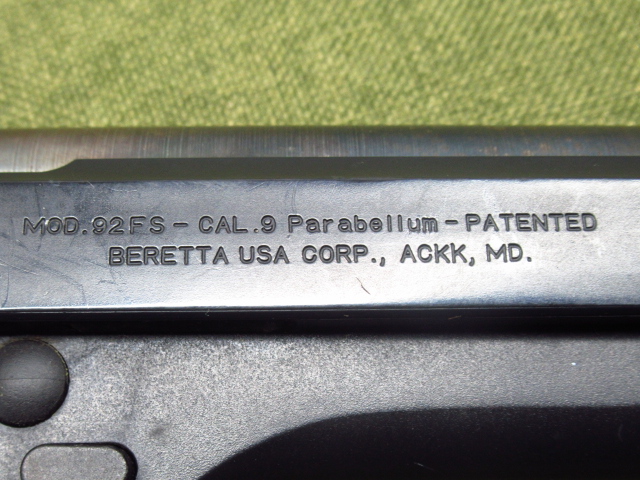 MOD.92FS - CAL.9 Parabellum - PATENTED
BERETTA USA CORP., ACKK, MD.